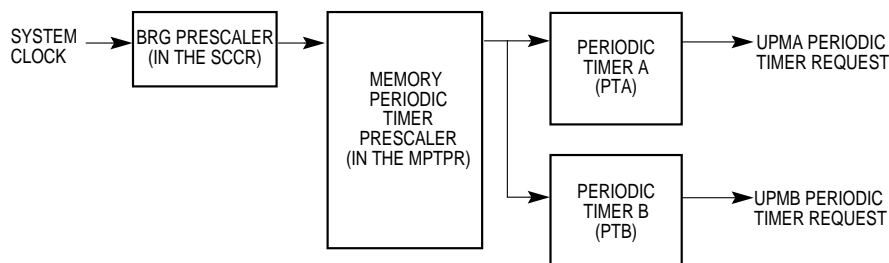 SYSTEM
CLOCK
BRG PRESCALER
(IN THE SCCR)
MEMORY
PERIODIC
TIMER
PRESCALER
(IN THE MPTPR)
PERIODIC
TIMER A
(PTA)
UPMA PERIODIC
TIMER REQUEST
PERIODIC
TIMER B
(PTB)
UPMB PERIODIC
TIMER REQUEST